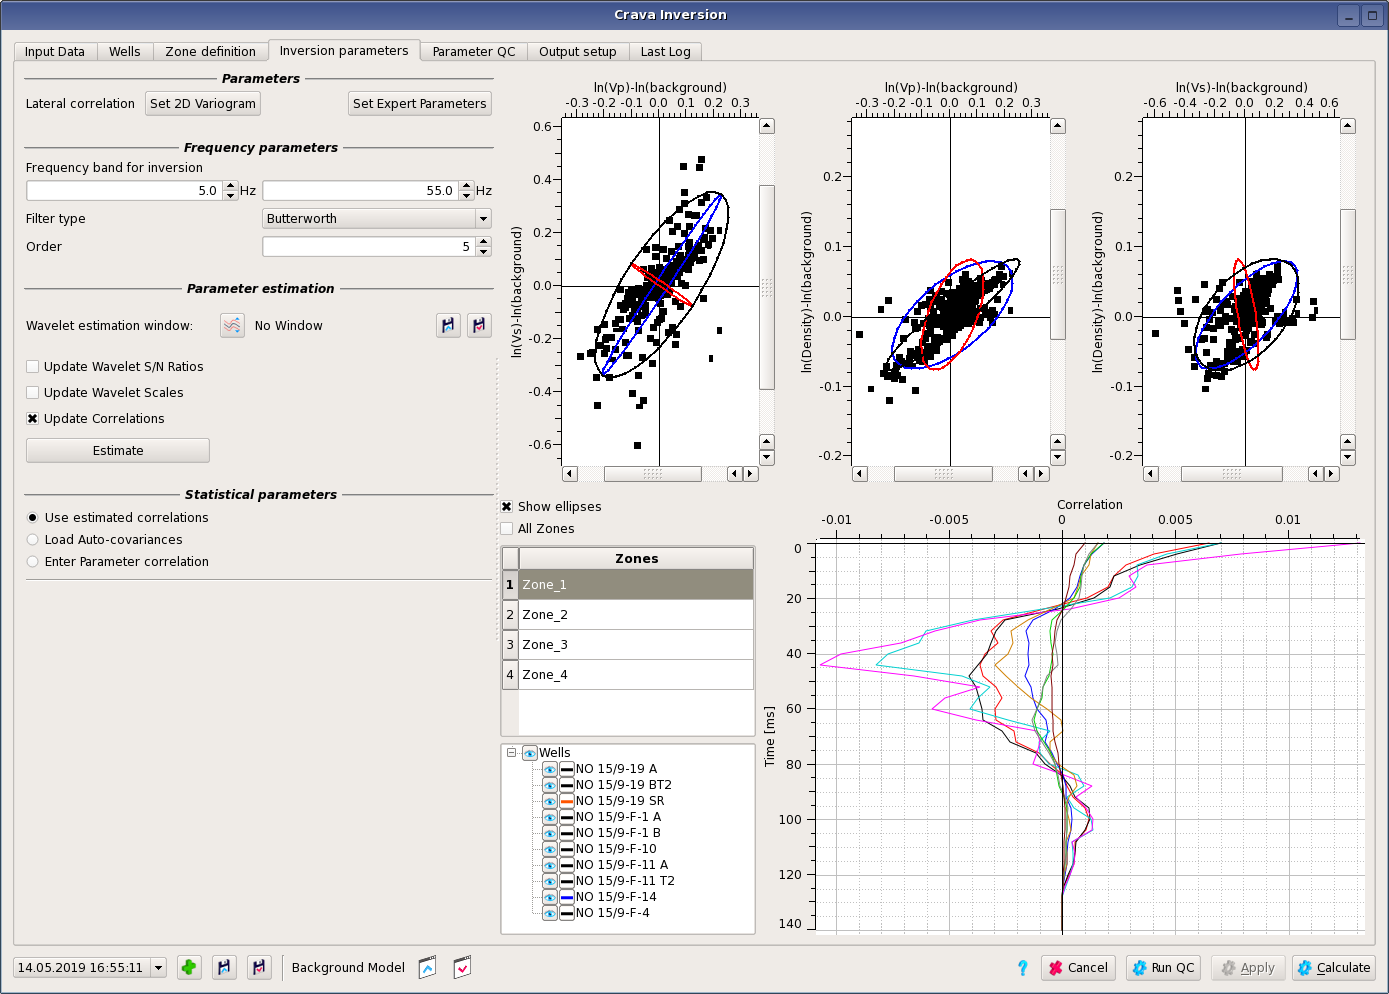 Crava Inversion
Input Data Wells Zone definition Inversion parameters Parameter QC Output setup Last Log
Parameters
Lateral correlation Set 2D Variogram Set Expert Parameters
Frequency parameters
Frequency band for inversion
5.0 Hz 55.0 Hz
Filter type Butterworth
Order 5
Parameter estimation
Wavelet estimation window: No Window
Update Wavelet S/N Ratios
Update Wavelet Scales
Update Correlations
Estimate
Statistical parameters
Use estimated correlations
Load Auto-covariances
Enter Parameter correlation
ln(Vp)-ln(background)
-0.3 -0.2 -0.1 0.0 0.1 0.2 0.3
ln(Vs)-ln(background)
0.6
0.4
0.2
0.0
-0.2
-0.4
-0.6
ln(Vp)-ln(background)
-0.3 -0.2 -0.1 0.0 0.1 0.2 0.3
ln(Density)-ln(background)
0.2
0.1
0.0
-0.1
-0.2
ln(Vs)-ln(background)
-0.6 -0.4 -0.2 0.0 0.2 0.4 0.6
ln(Density)-ln(background)
0.2
0.1
0.0
-0.1
-0.2
Show ellipses
All Zones
Zones
1 Zone_1
2 Zone_2
3 Zone_3
4 Zone_4
Wells
NO 15/9-19 A
NO 15/9-19 BT2
NO 15/9-19 SR
NO 15/9-F-1 A
NO 15/9-F-1 B
NO 15/9-F-10
NO 15/9-F-11 A
NO 15/9-F-11 T2
NO 15/9-F-14
NO 15/9-F-4
Correlation
-0.01 -0.005 0 0.005 0.01
Time [ms]
0
20
40
60
80
100
120
140
14.05.2019 16:55:11 Background Model ? Cancel Run QC Apply Calculate